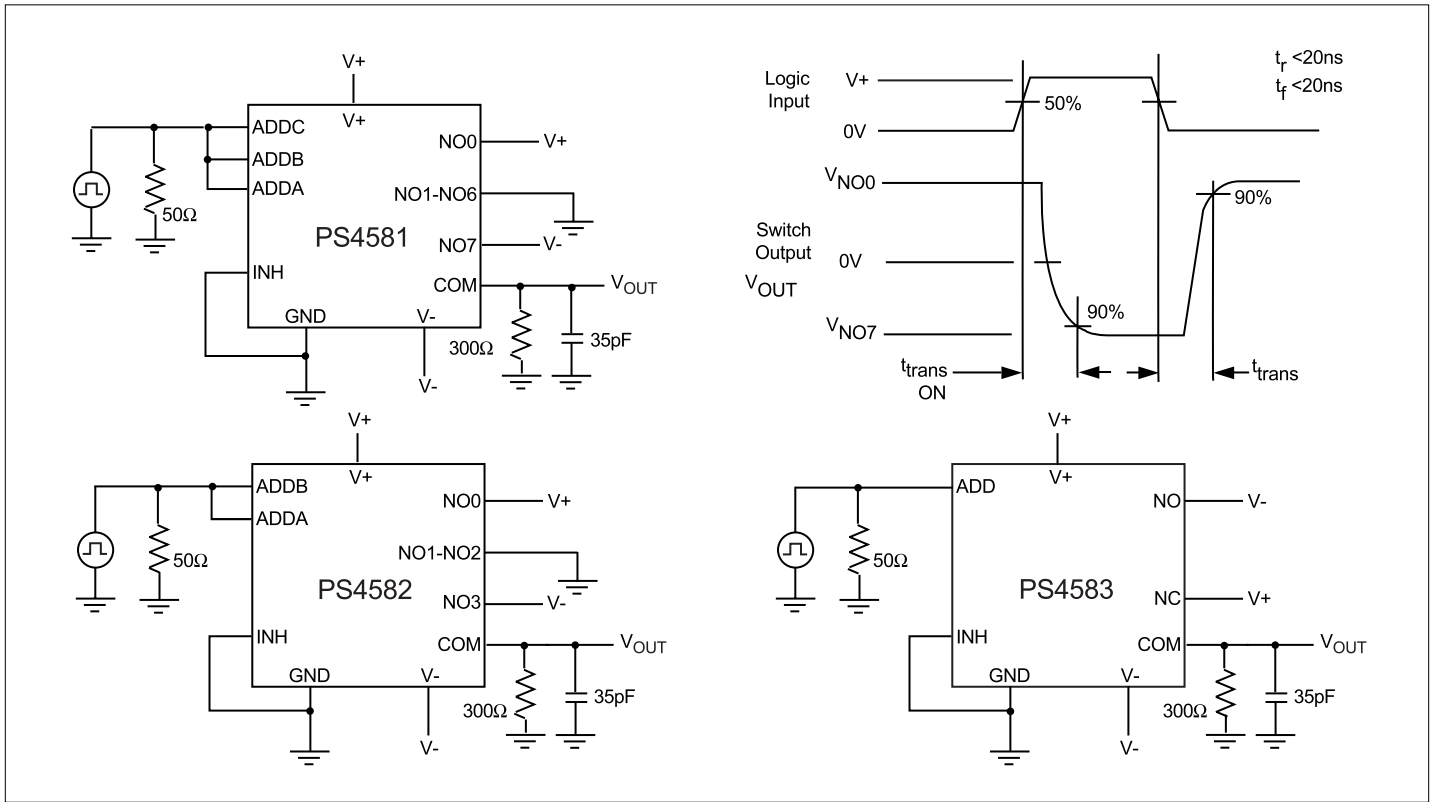 V+
V+
ADDC
ADDB
ADDA
50Ω
PS4581
NO0
V+
NO1-NO6
NO7
V-
INH
COM
VOUT
GND
V-
300Ω
35pF
V-
Logic
Input
V+
0V
50%
tr <20ns
tf <20ns
VNO0
90%
Switch
Output
VOUT
0V
90%
VNO7
ttrans
ON
ttrans
V+
V+
ADDB
ADDA
50Ω
PS4582
NO0
V+
NO1-NO2
NO3
V-
INH
COM
VOUT
GND
V-
300Ω
35pF
V-
V+
V+
ADD
50Ω
PS4583
NO
V-
NC
V+
INH
COM
VOUT
GND
V-
300Ω
35pF
V-